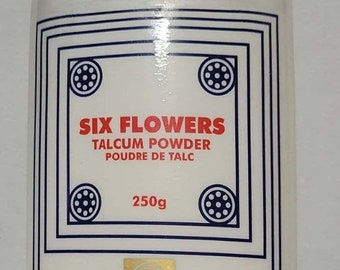 SIX FLOWERS
TALCUM POWDER
POUDRE DE TALC
250g